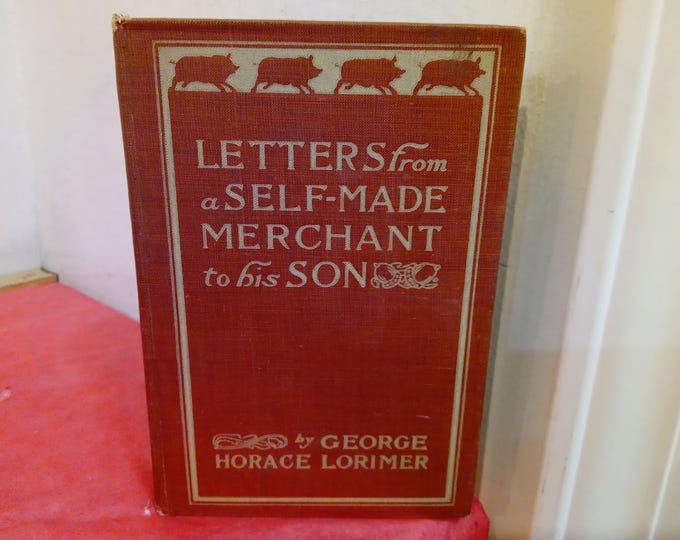 LETTERS from
a SELF-MADE
MERCHANT
to his SON
by GEORGE
HORACE LORIMER